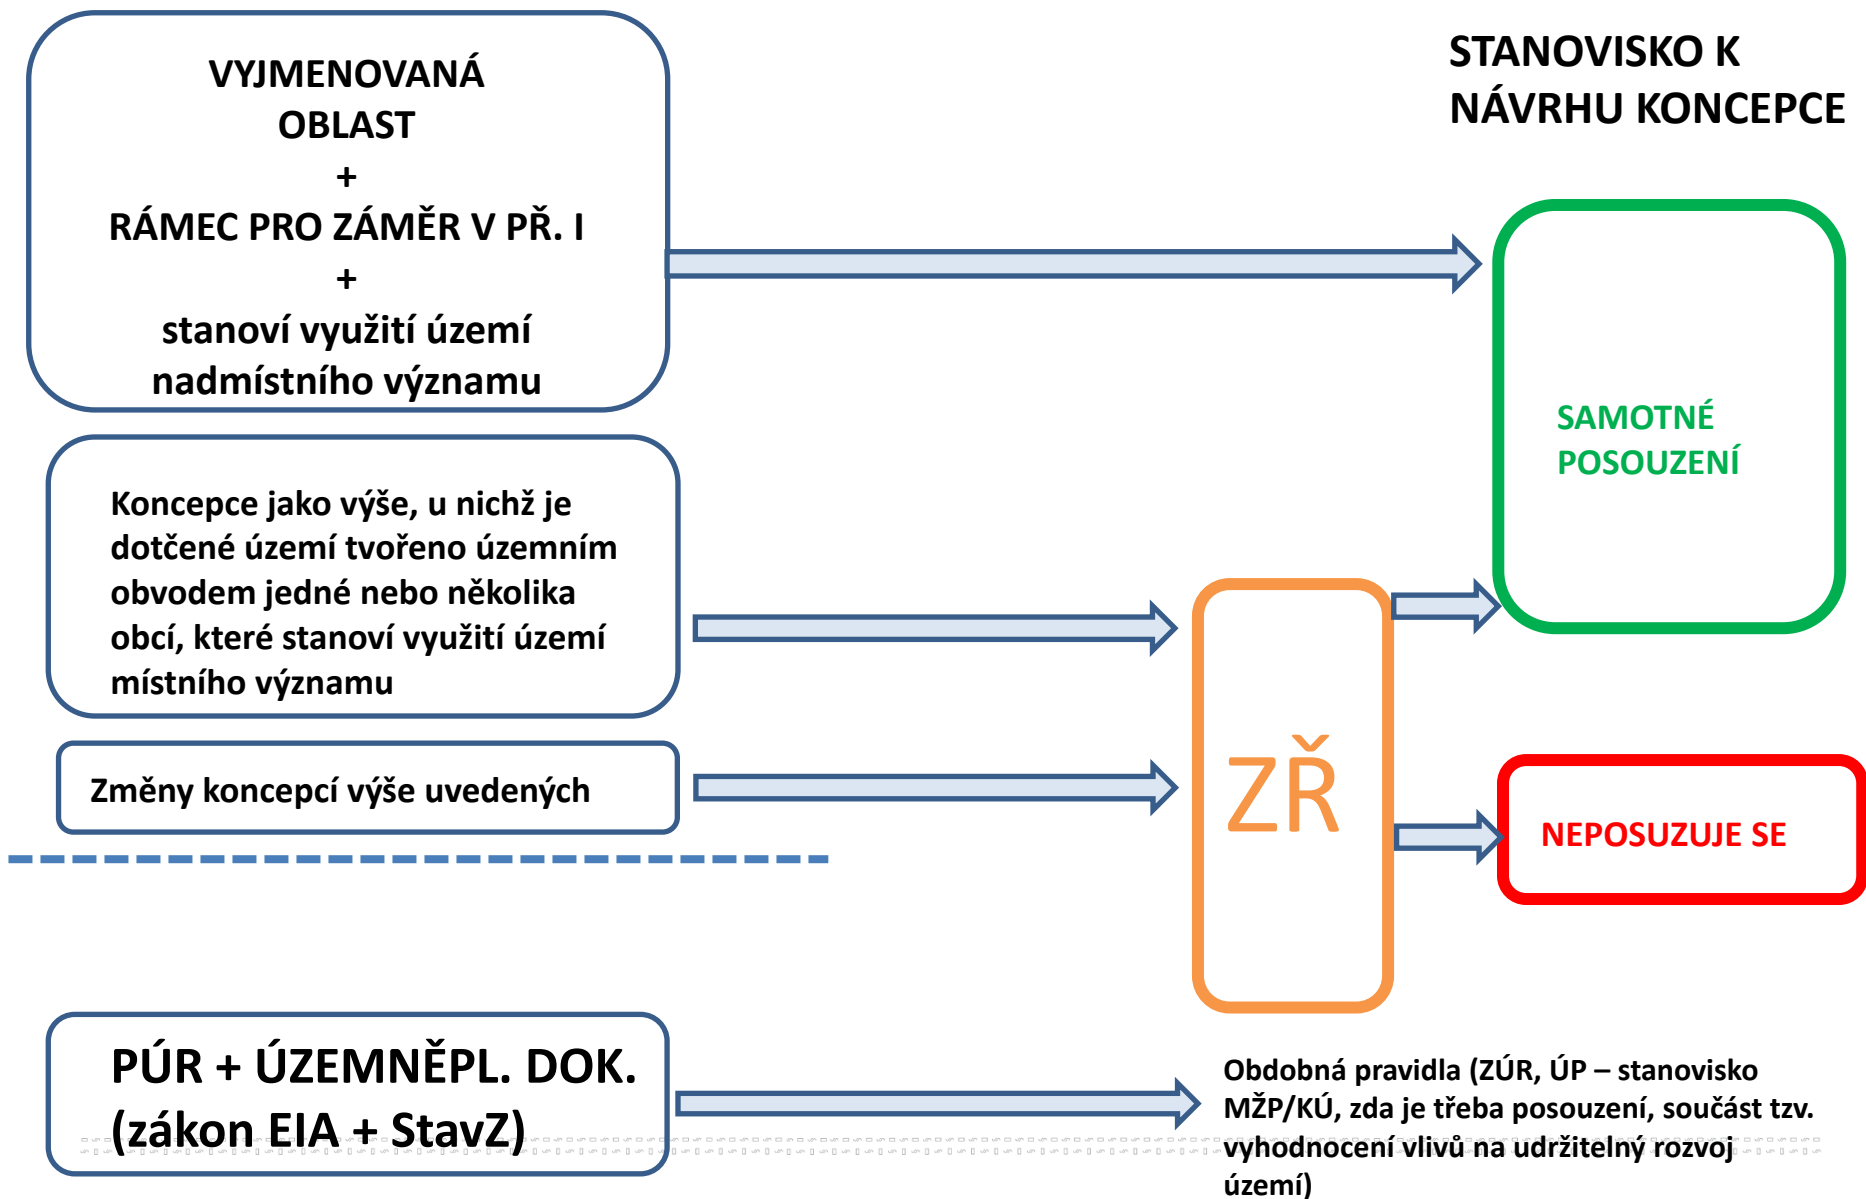 VYJMENOVANÁ
OBLAST
+
RÁMEC PRO ZÁMĚR V PŘ. I
+
stanoví využití území
nadmístního významu
STANOVISKO K
NÁVRHU KONCEPCE
SAMOTNÉ
POSOUZENÍ
Koncepce jako výše, u nichž je
dotčené území tvořeno územním
obvodem jedné nebo několika
obcí, které stanoví využití území
místního významu
Změny koncepcí výše uvedených
ZŘ
NEPOSUZUJE SE
PÚR + ÚZEMNĚPL. DOK.
(zákon EIA + StavZ)
Obdobná pravidla (ZÚR, ÚP – stanovisko
MŽP/KÚ, zda je třeba posouzení, součást tzv.
vyhodnocení vlivů na udržitelný rozvoj
území)